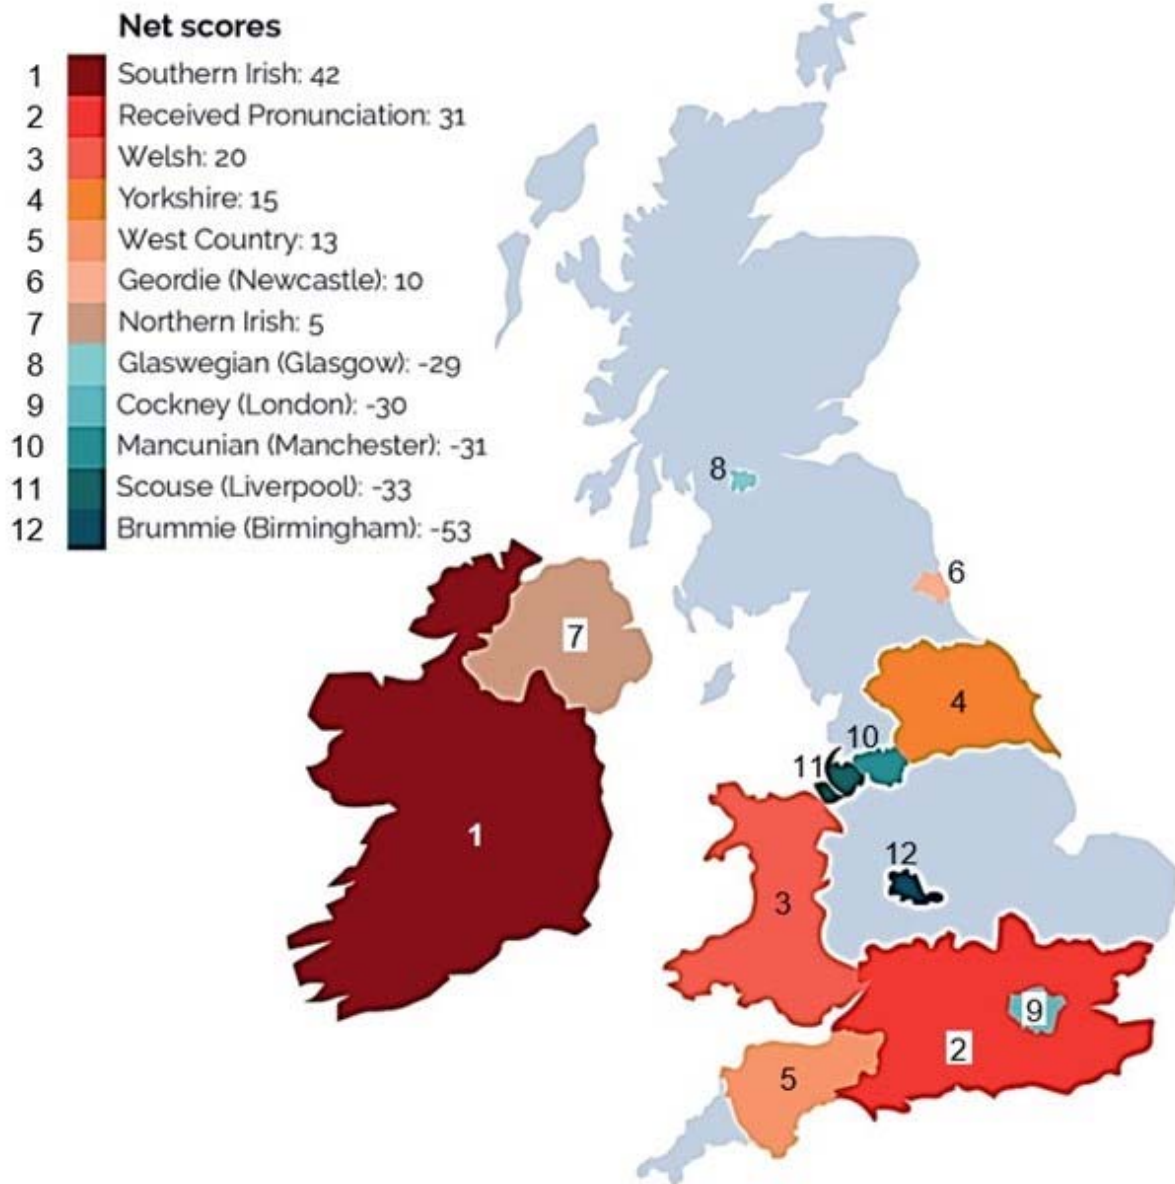 Net scores
1 Southern Irish: 42
2 Received Pronunciation: 31
3 Welsh: 20
4 Yorkshire: 15
5 West Country: 13
6 Geordie (Newcastle): 10
7 Northern Irish: 5
8 Glaswegian (Glasgow): -29
9 Cockney (London): -30
10 Mancunian (Manchester): -31
11 Scouse (Liverpool): -33
12 Brummie (Birmingham): -53
8
6
7
4
10
11
1
12
3
9
2
5